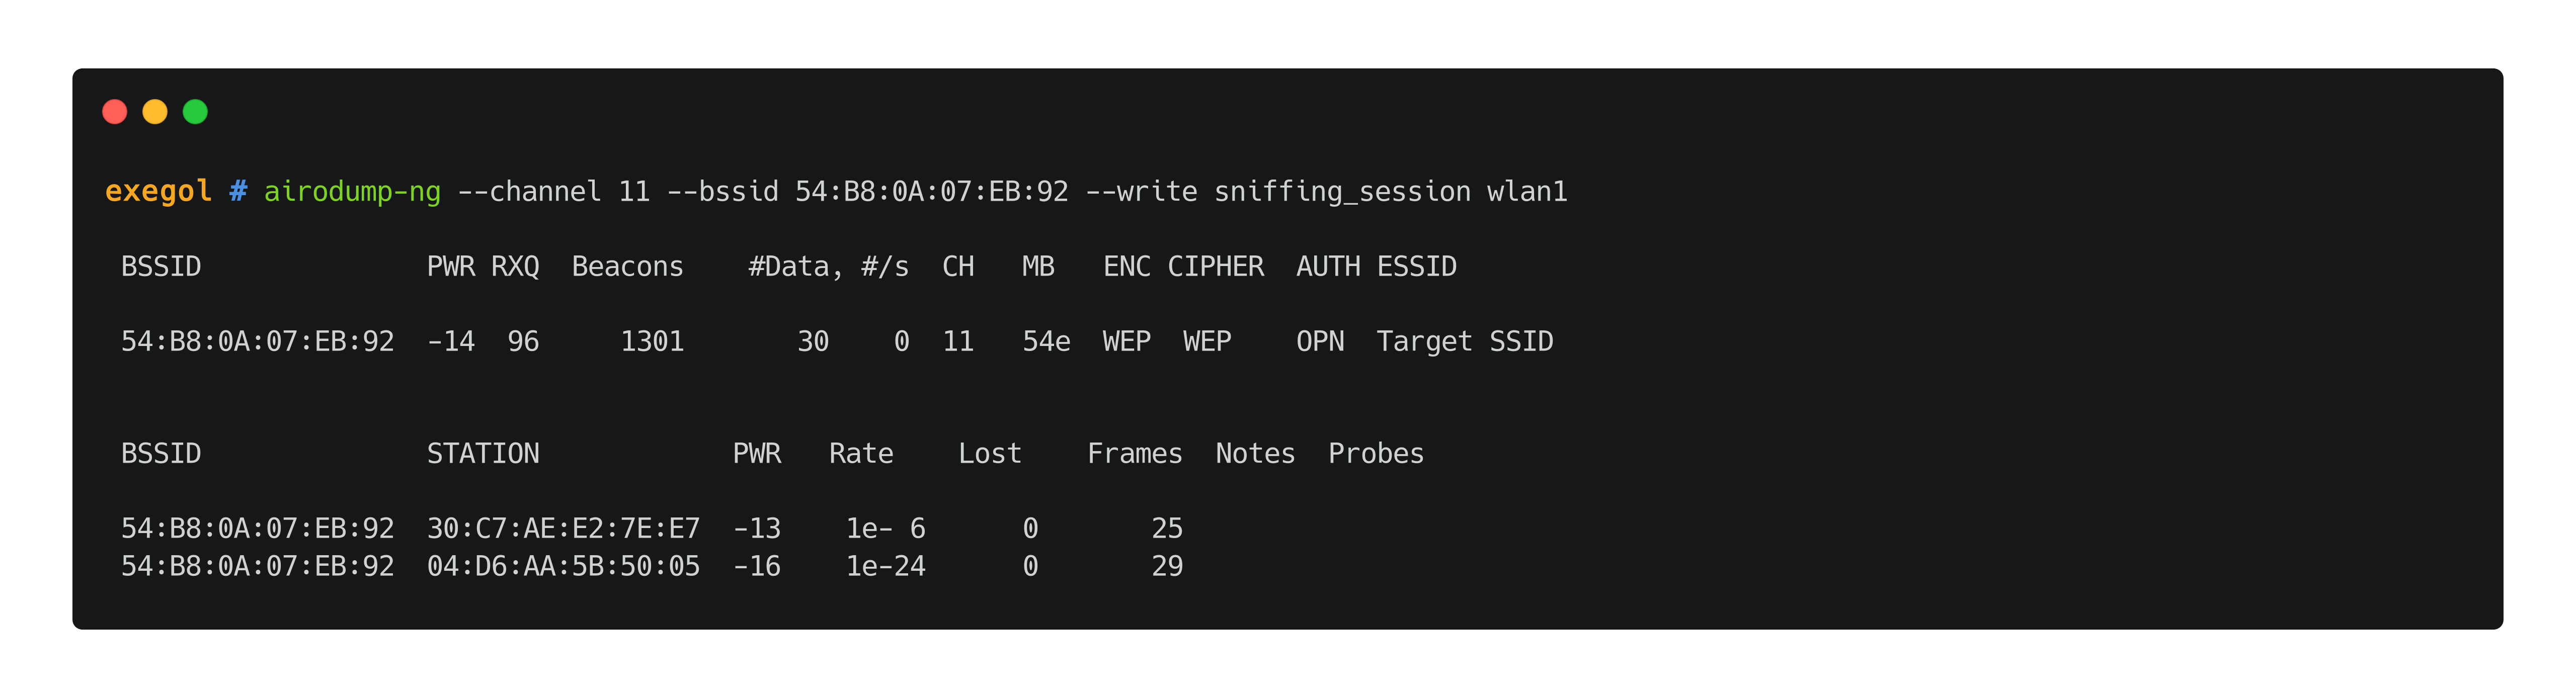 exegol # airodump-ng --channel 11 --bssid 54:B8:0A:07:EB:92 --write sniffing_session wlan1
BSSID PWR RXQ Beacons #Data, #/s CH MB ENC CIPHER AUTH ESSID
54:B8:0A:07:EB:92 -14 96 1301 30 0 11 54e WEP WEP OPN Target SSID
BSSID STATION PWR Rate Lost Frames Notes Probes
54:B8:0A:07:EB:92 30:C7:AE:E2:7E:E7 -13 1e- 6 0 25
54:B8:0A:07:EB:92 04:D6:AA:5B:50:05 -16 1e-24 0 29